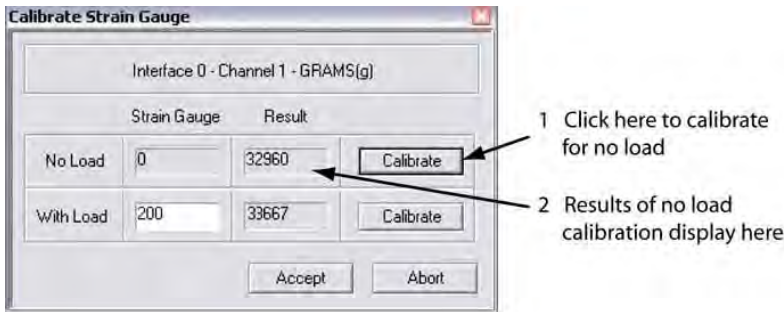 Calibrate Strain Gauge
Interface 0 - Channel 1 - GRAMS(g)
Strain Gauge Result
No Load 0 32960 Calibrate
With Load 200 33667 Calibrate
Accept Abort
1 Click here to calibrate
for no load
2 Results of no load
calibration display here